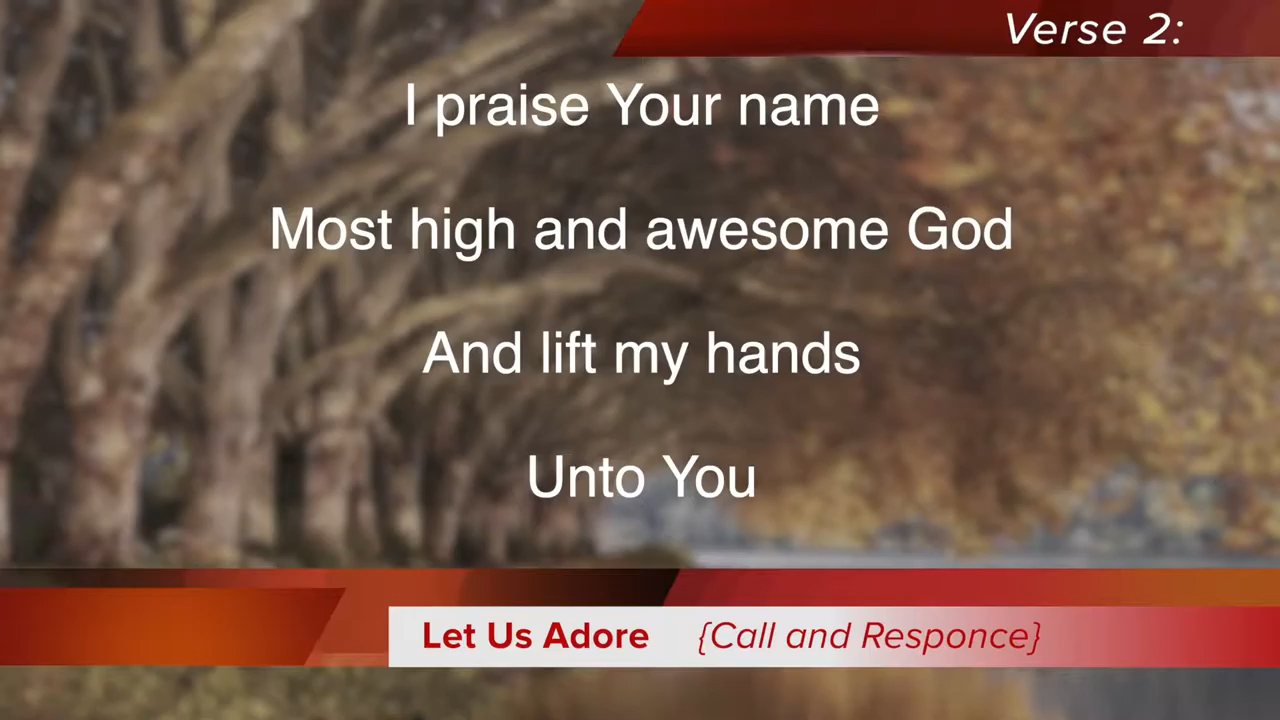 Verse 2:
I praise Your name
Most high and awesome God
And lift my hands
Unto You
Let Us Adore {Call and Responce}